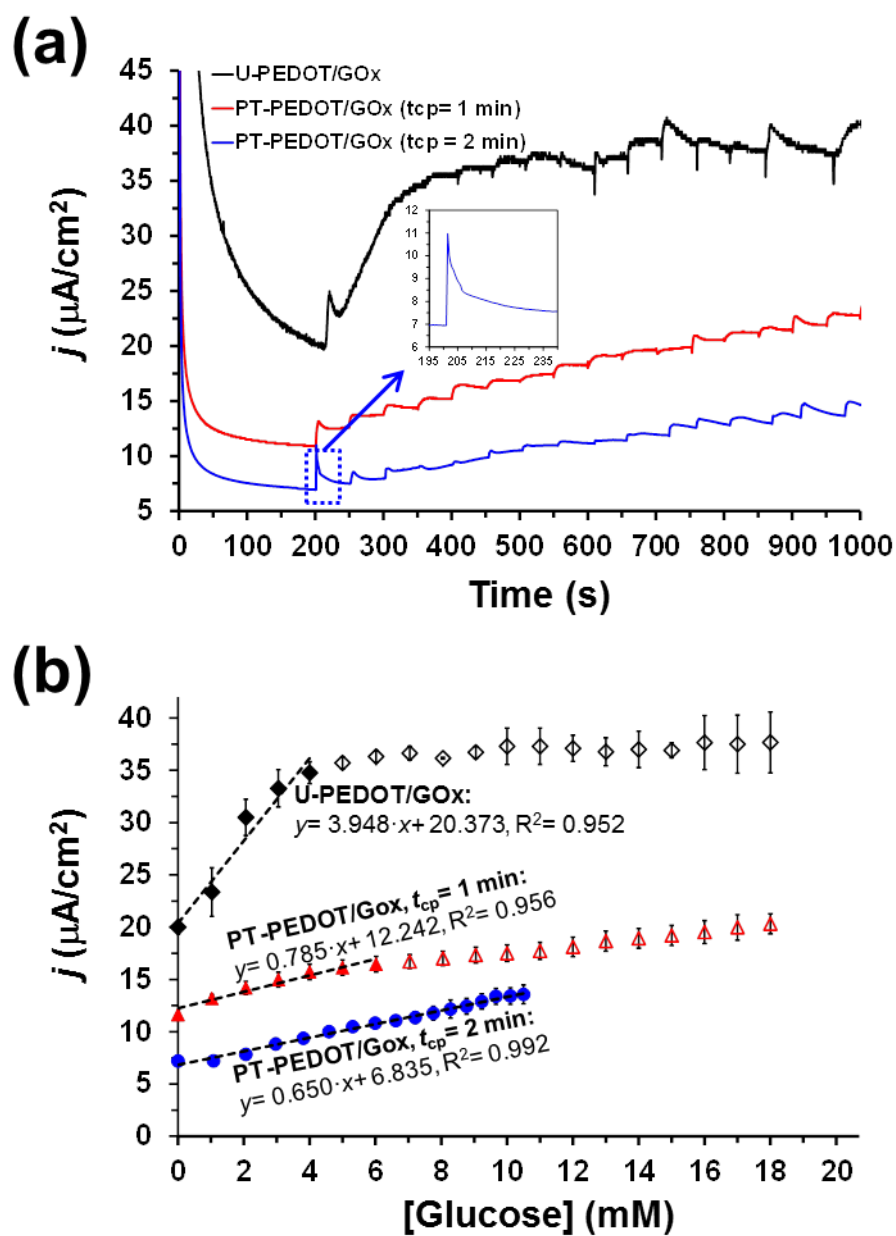 (a)
U-PEDOT/GOx
PT-PEDOT/GOx (tcp= 1 min)
PT-PEDOT/GOx (tcp = 2 min)
45
40
35
30
25
20
15
10
5
j (µA/cm²)
12
11
10
9
8
7
6
195 205 215 225 235
0 100 200 300 400 500 600 700 800 900 1000
Time (s)
(b)
40
35
30
25
20
15
10
5
0
j (µA/cm²)
U-PEDOT/GOx:
y= 3.948·x+ 20.373, R²= 0.952
PT-PEDOT/Gox, tcp= 1 min:
y= 0.785·x+ 12.242, R²= 0.956
PT-PEDOT/Gox, tcp= 2 min:
y= 0.650·x+ 6.835, R²= 0.992
0 2 4 6 8 10 12 14 16 18 20
[Glucose] (mM)